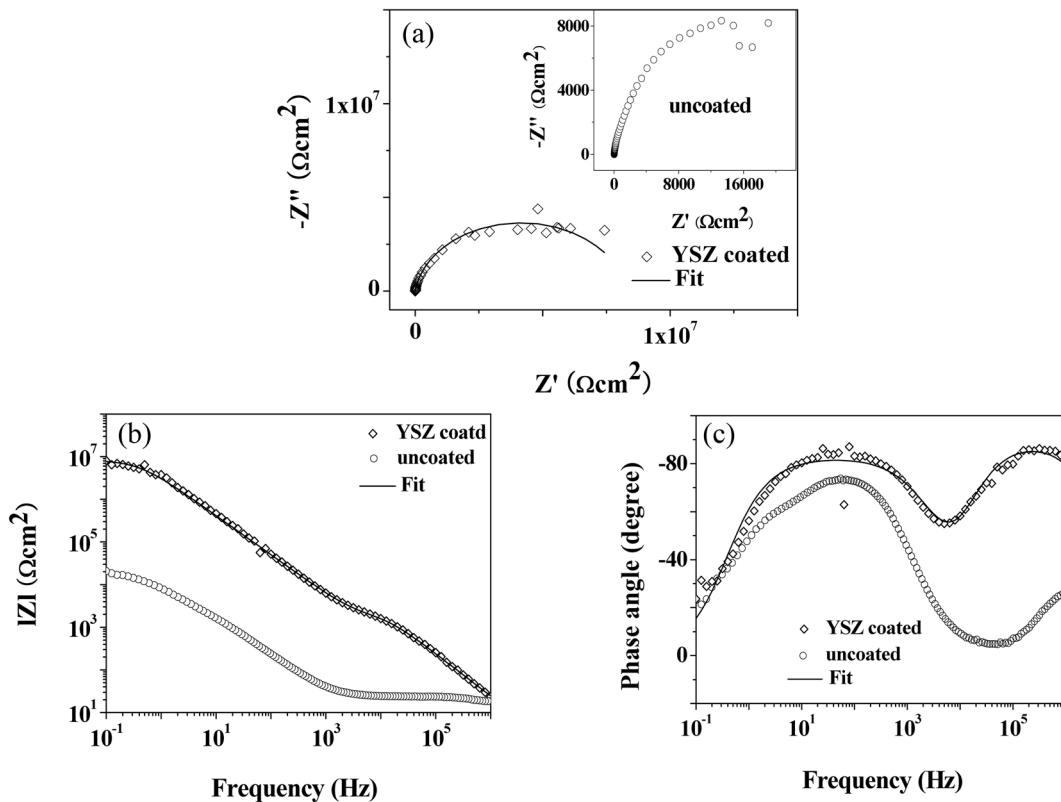 (a)
8000
4000
0
-Z'' (Ωcm²)
uncoated
0 8000 16000
Z' (Ωcm²)
1x10⁷
0
-Z'' (Ωcm²)
YSZ coated
Fit
0 1x10⁷
Z' (Ωcm²)
(b)
YSZ coatd
uncoated
Fit
10⁷
10⁵
10³
10¹
|Z| (Ωcm²)
10⁻¹ 10¹ 10³ 10⁵
Frequency (Hz)
(c)
-80
-40
0
Phase angle (degree)
YSZ coated
uncoated
Fit
10⁻¹ 10¹ 10³ 10⁵
Frequency (Hz)